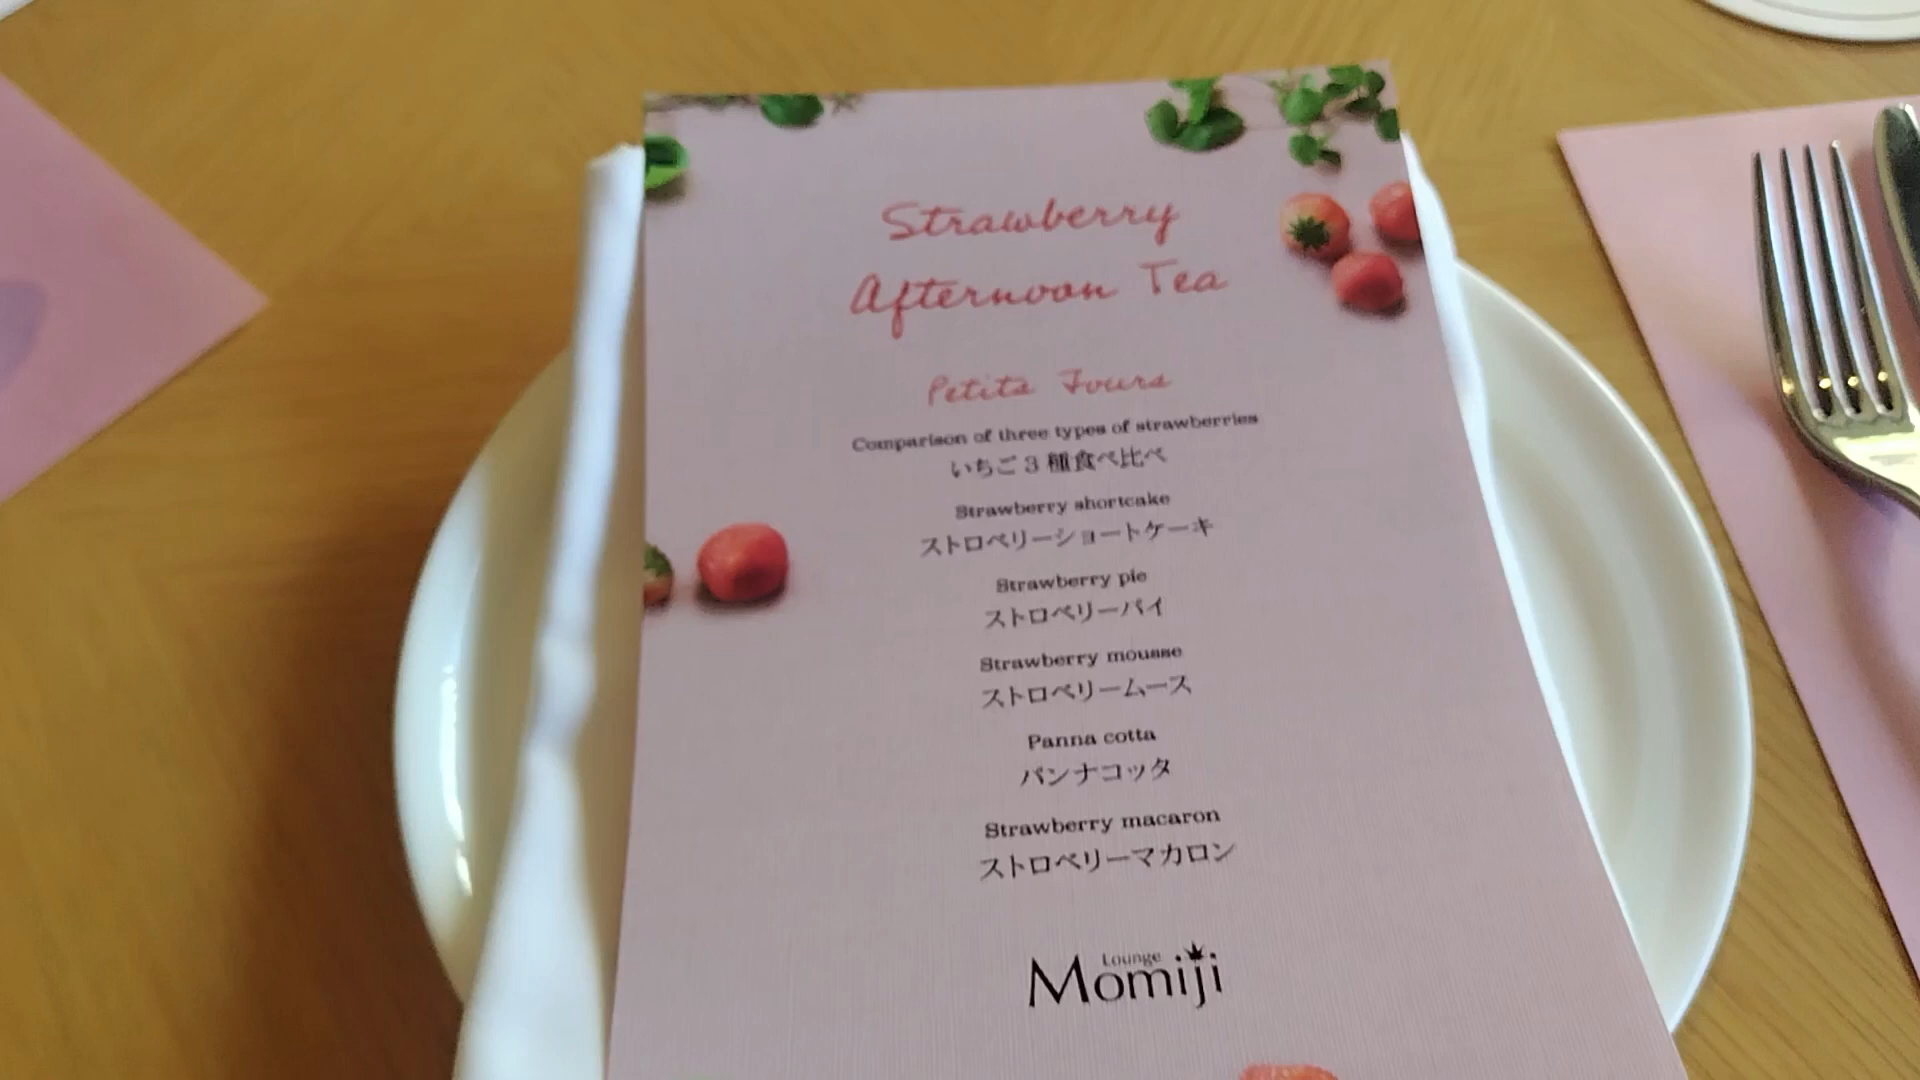 Strawberry
Afternoon Tea
Petits Fours
Comparison of three types of strawberries
いちご3種食べ比べ
Strawberry shortcake
ストロベリーショートケーキ
Strawberry pie
ストロベリーパイ
Strawberry mousse
ストロベリームース
Panna cotta
パンナコッタ
Strawberry macaron
ストロベリーマカロン
Lounge
Momiji